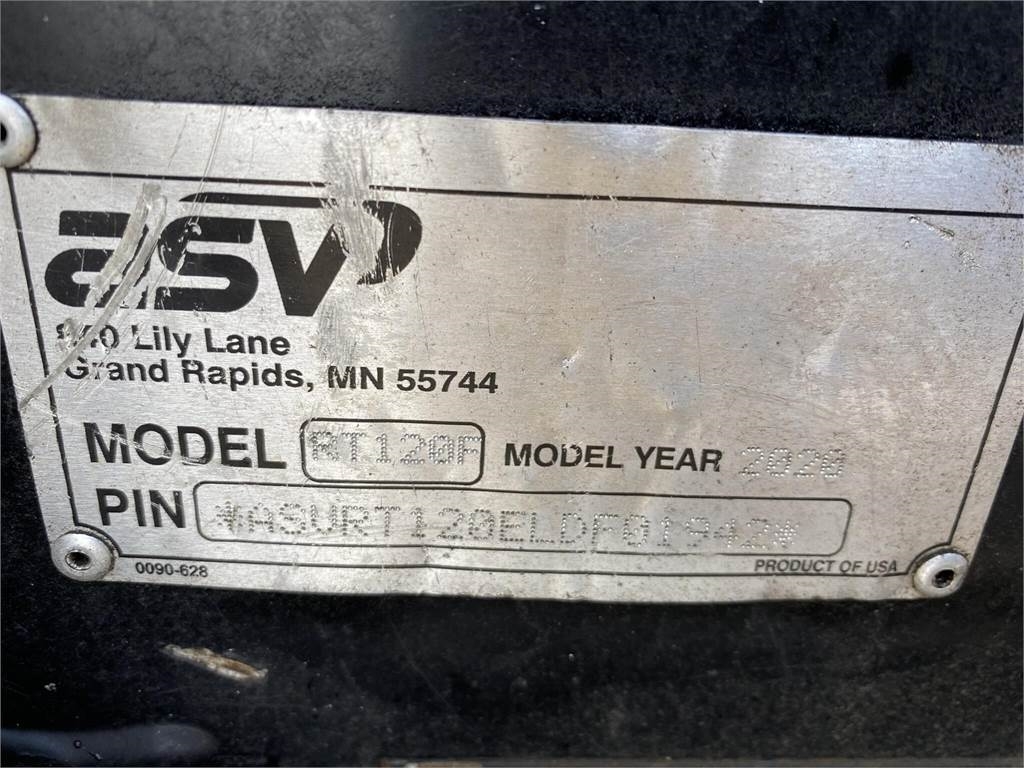 asv
840 Lily Lane
Grand Rapids, MN 55744
MODEL RT120F MODEL YEAR 2020
PIN *ASVRT120ELDF01942*
0090-628 PRODUCT OF USA